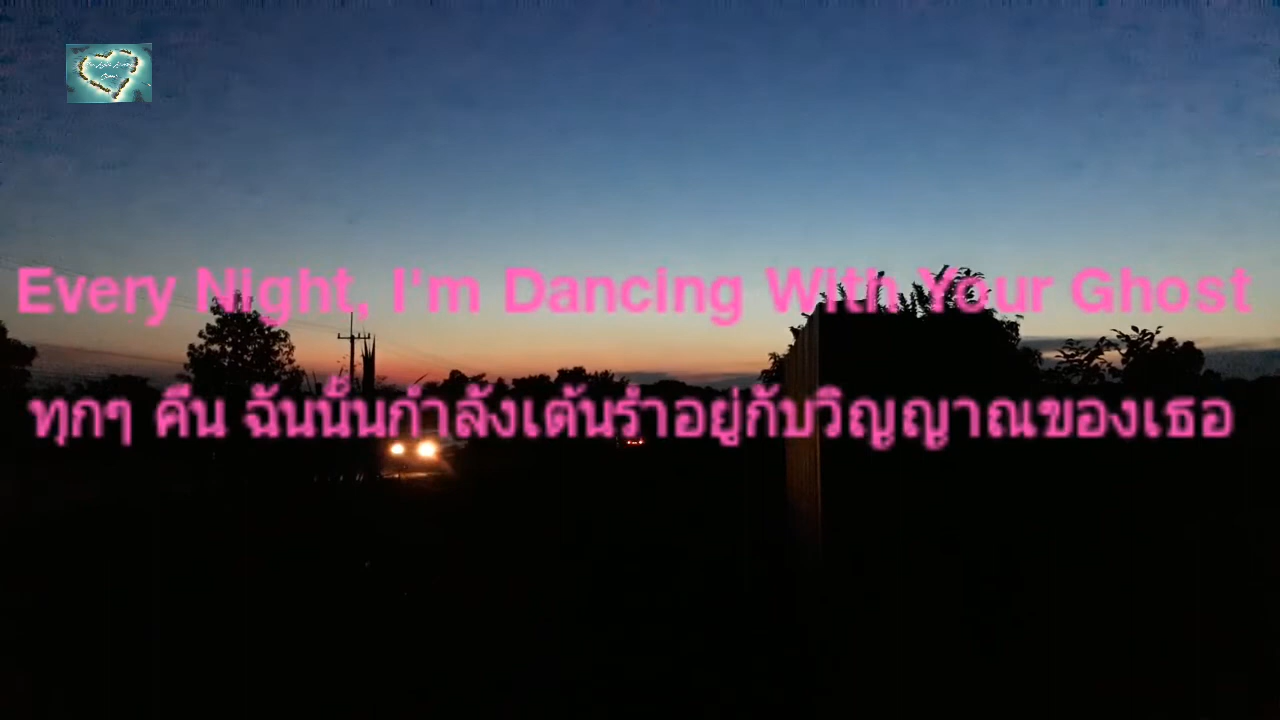 Every Night, I'm Dancing With Your Ghost
ทุกๆ คืน ฉันนั้นกำลังเต้นรำอยู่กับวิญญาณของเธอ